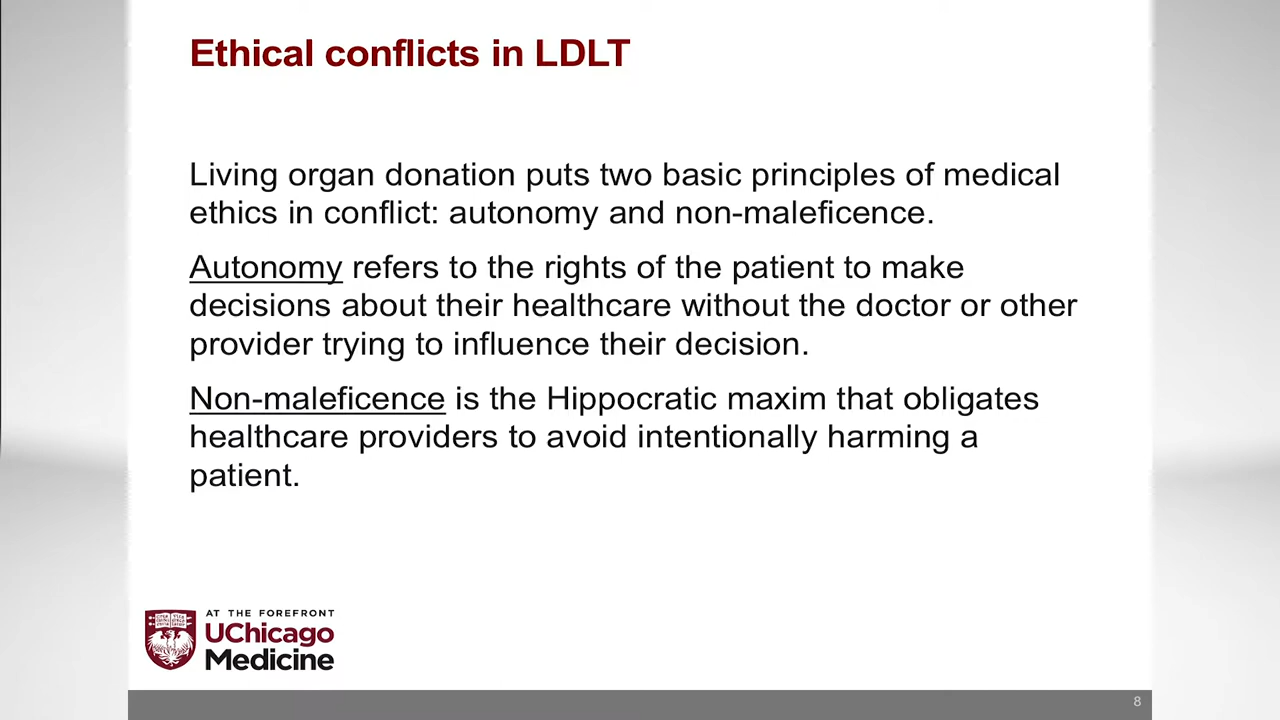 Ethical conflicts in LDLT
Living organ donation puts two basic principles of medical
ethics in conflict: autonomy and non-maleficence.
Autonomy refers to the rights of the patient to make
decisions about their healthcare without the doctor or other
provider trying to influence their decision.
Non-maleficence is the Hippocratic maxim that obligates
healthcare providers to avoid intentionally harming a
patient.
AT THE FOREFRONT
UChicago
Medicine
8